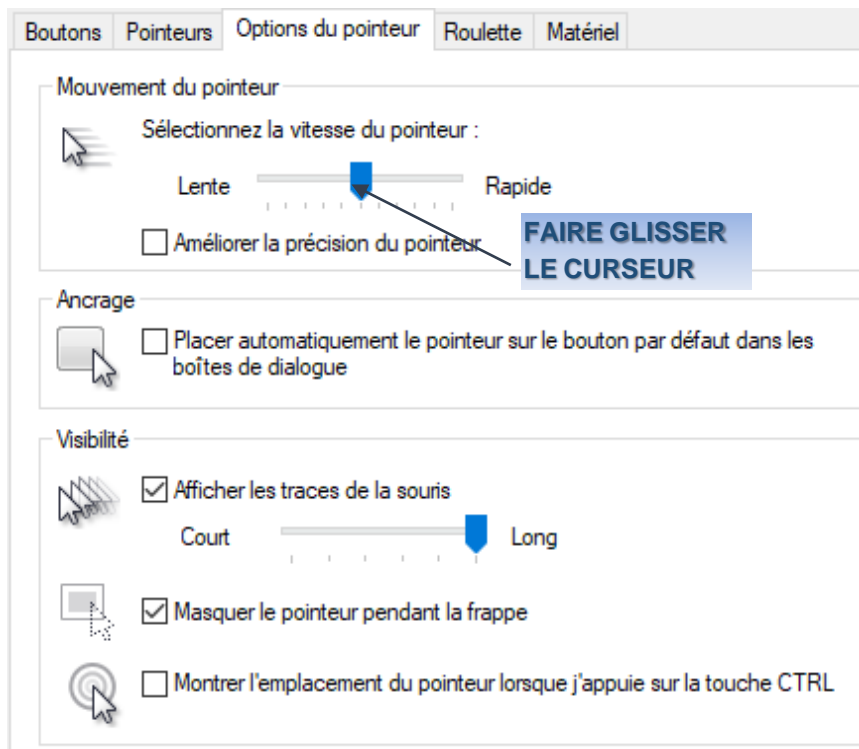 Boutons Pointeurs Options du pointeur Roulette Matériel
Mouvement du pointeur
Sélectionnez la vitesse du pointeur :
Lente Rapide
Améliorer la précision du pointeur
FAIRE GLISSER
LE CURSEUR
Ancrage
Placer automatiquement le pointeur sur le bouton par défaut dans les
boîtes de dialogue
Visibilité
Afficher les traces de la souris
Court Long
Masquer le pointeur pendant la frappe
Montrer l'emplacement du pointeur lorsque j'appuie sur la touche CTRL